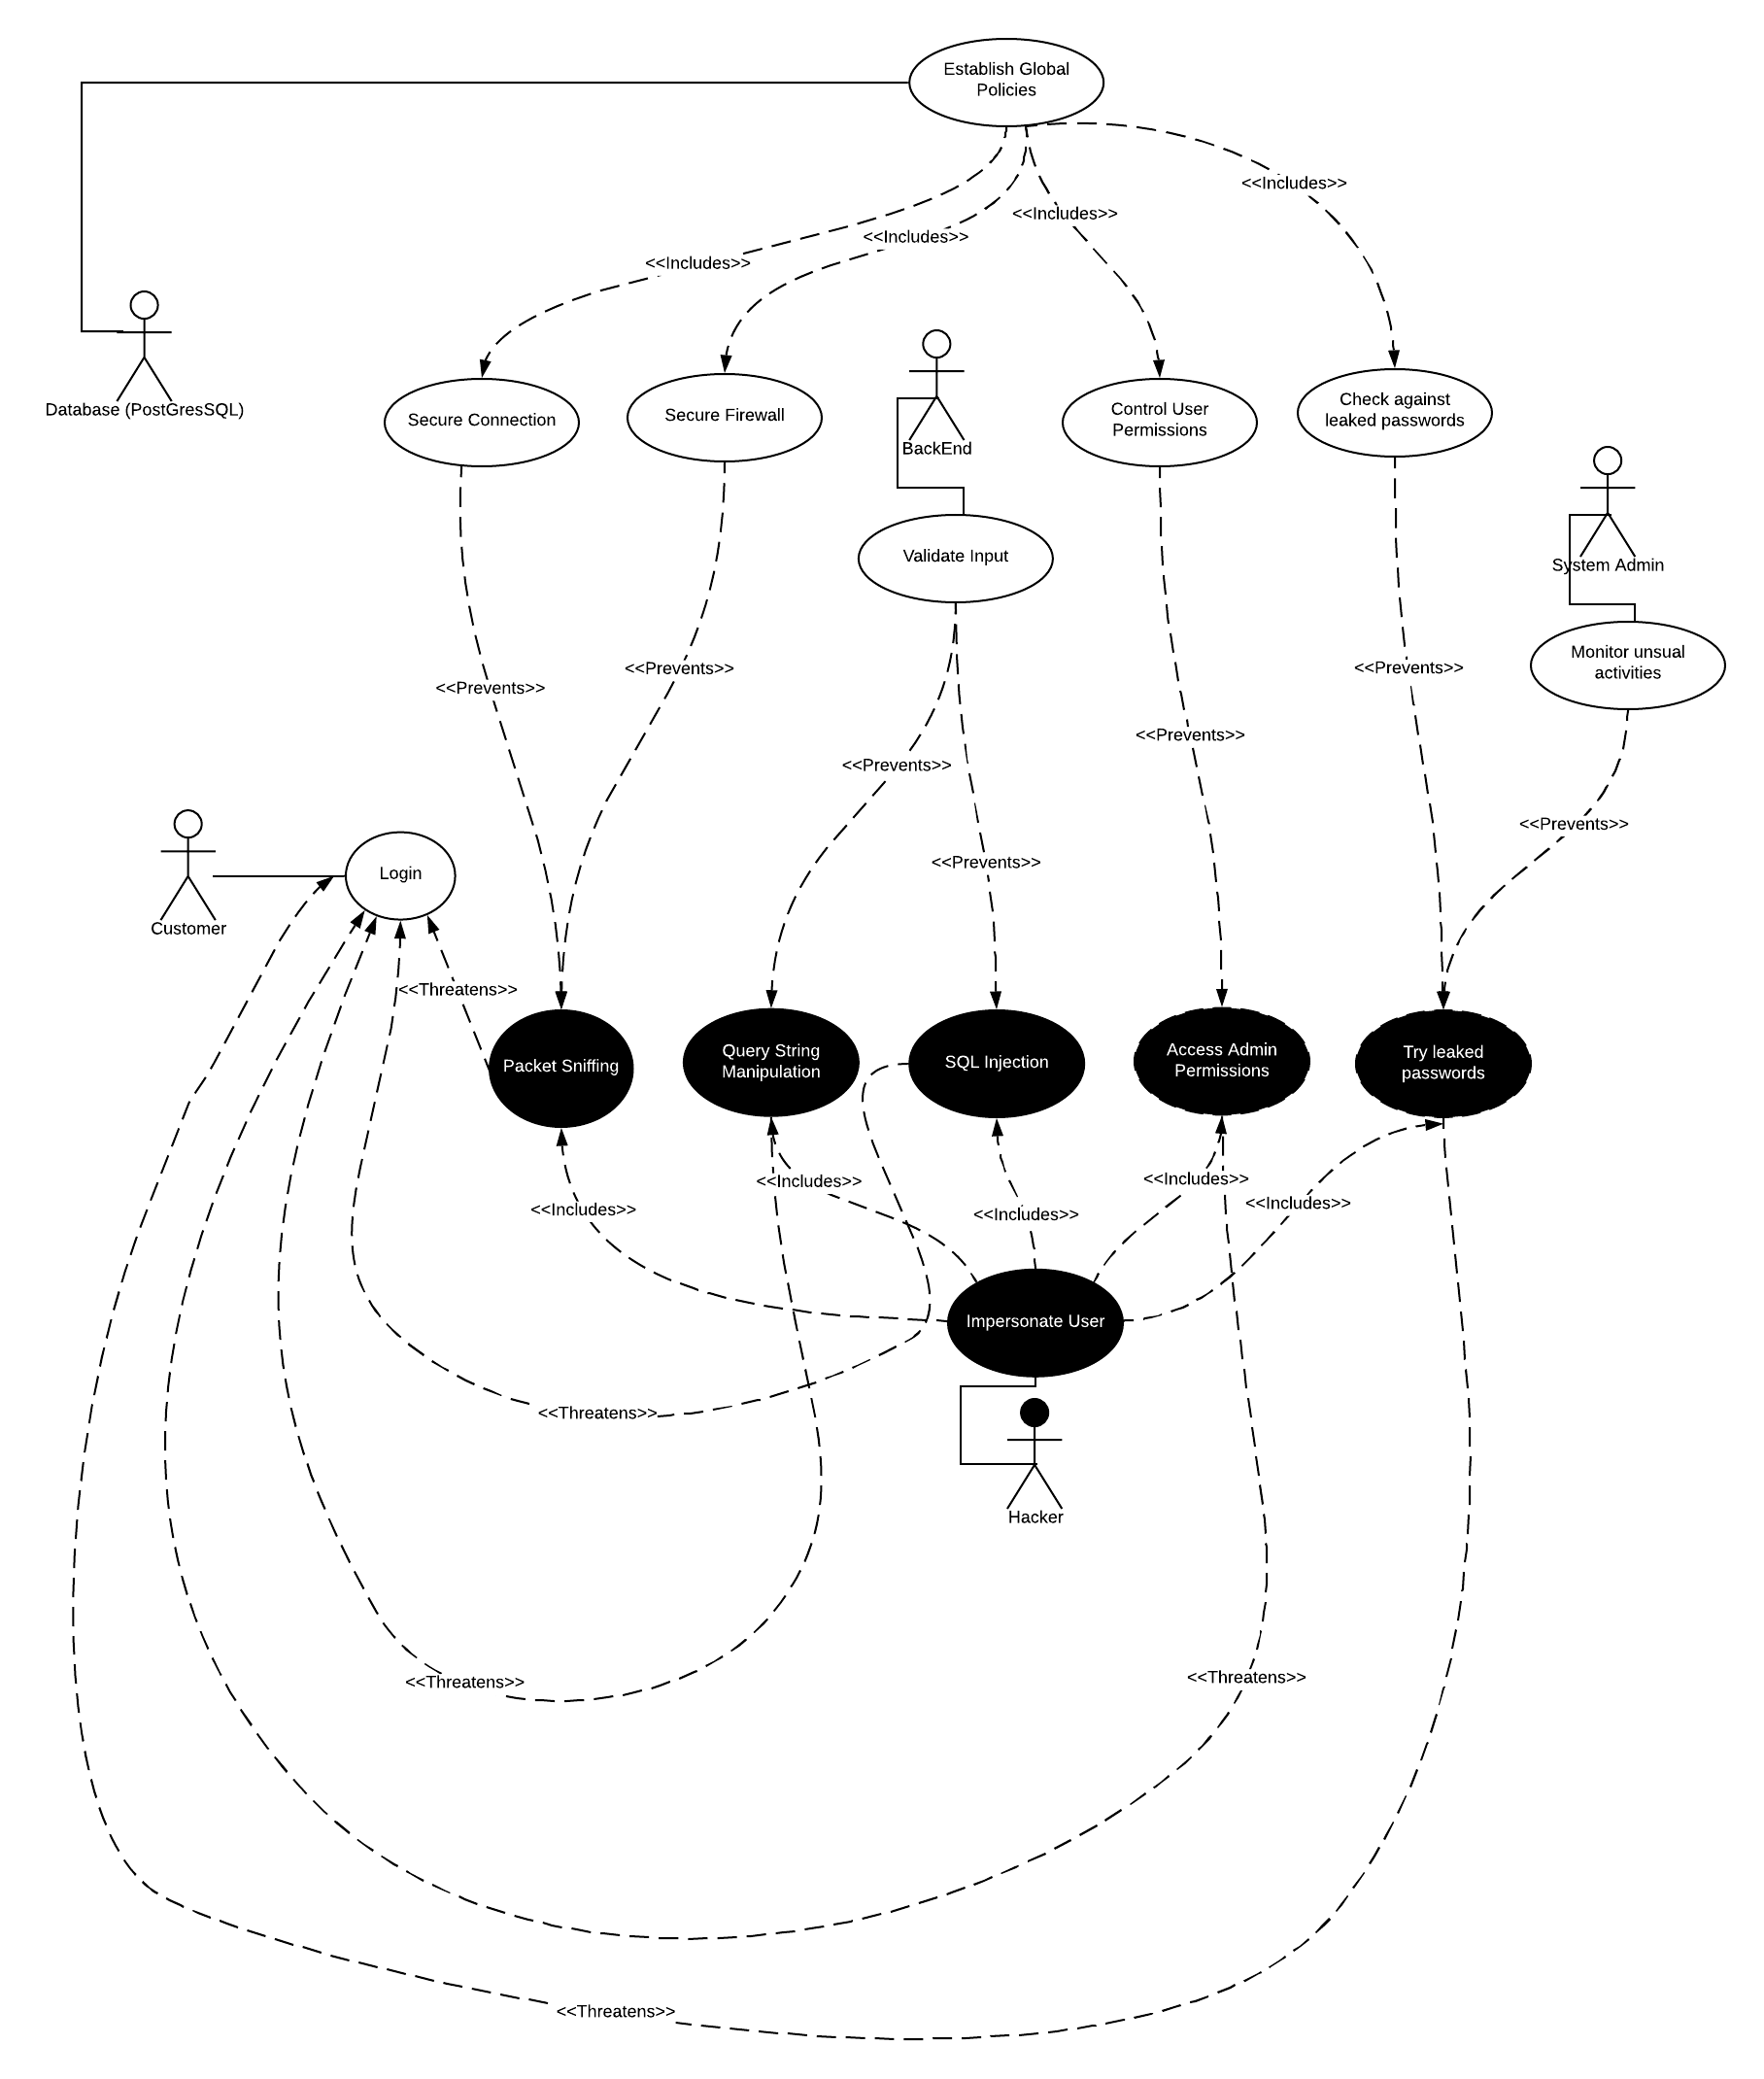 Establish Global
Policies
<<Includes>>
<<Includes>>
<<Includes>>
<<Includes>>
Database (PostGresSQL)
Secure Connection
Secure Firewall
BackEnd
Control User
Permissions
Check against
leaked passwords
System Admin
Validate Input
Monitor unsual
activities
<<Prevents>>
<<Prevents>>
<<Prevents>>
<<Prevents>>
<<Prevents>>
<<Prevents>>
<<Prevents>>
Customer
Login
<<Threatens>>
Packet Sniffing
Query String
Manipulation
SQL Injection
Access Admin
Permissions
Try leaked
passwords
<<Includes>>
<<Includes>>
<<Includes>>
<<Includes>>
<<Includes>>
Impersonate User
<<Threatens>>
Hacker
<<Threatens>>
<<Threatens>>
<<Threatens>>